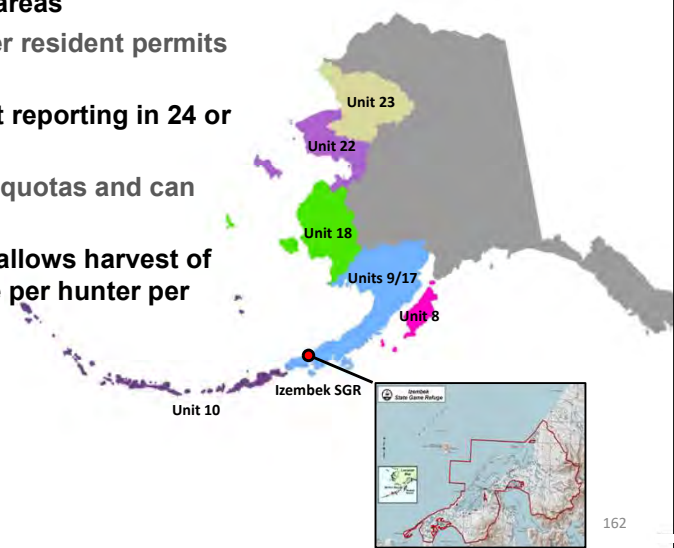 areas
er resident permits
t reporting in 24 or
quotas and can
allows harvest of
per hunter per
Unit 23
Unit 22
Unit 18
Units 9/17
Unit 8
Izembek SGR
Unit 10
Izembek
State Game Refuge
162